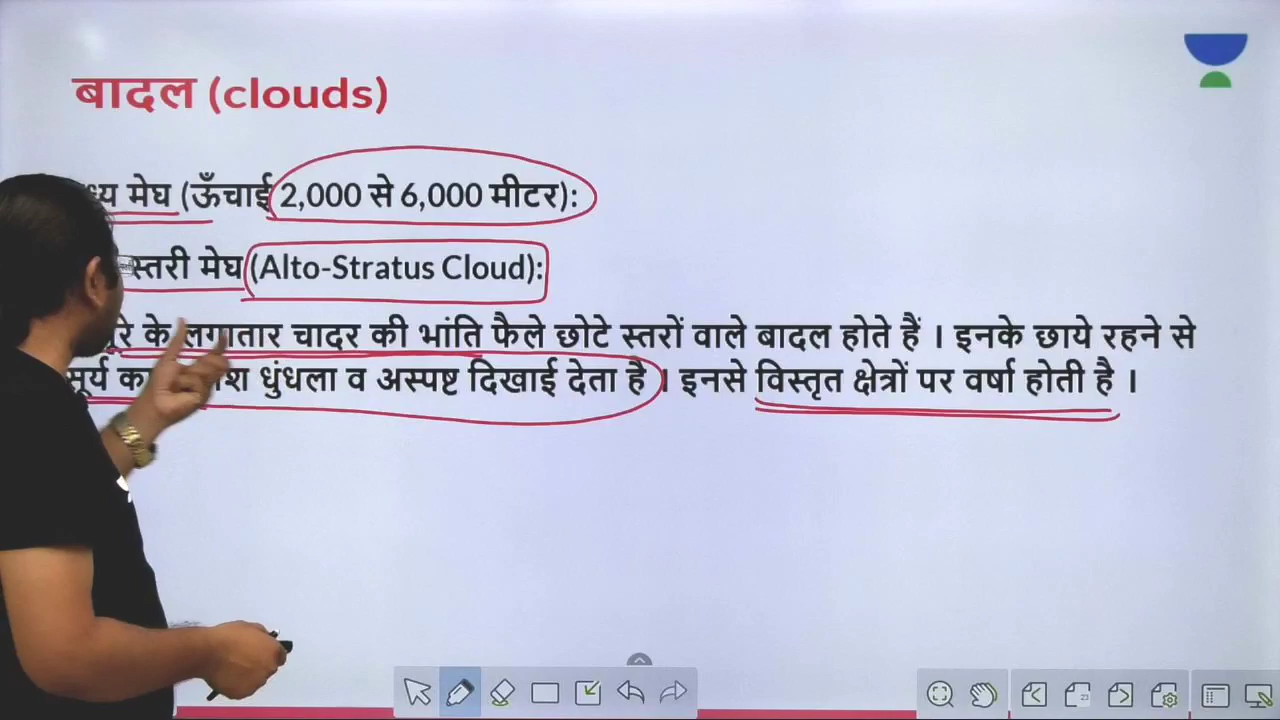 बादल (clouds)
मेघ (ऊँचाई 2,000 से 6,000 मीटर):
स्तरी मेघ (Alto-Stratus Cloud):
के लगातार चादर की भांति फैले छोटे स्तरों वाले बादल होते हैं । इनके छाये रहने से
सूर्य धुंधला व अस्पष्ट दिखाई देता है । इनसे विस्तृत क्षेत्रों पर वर्षा होती है ।